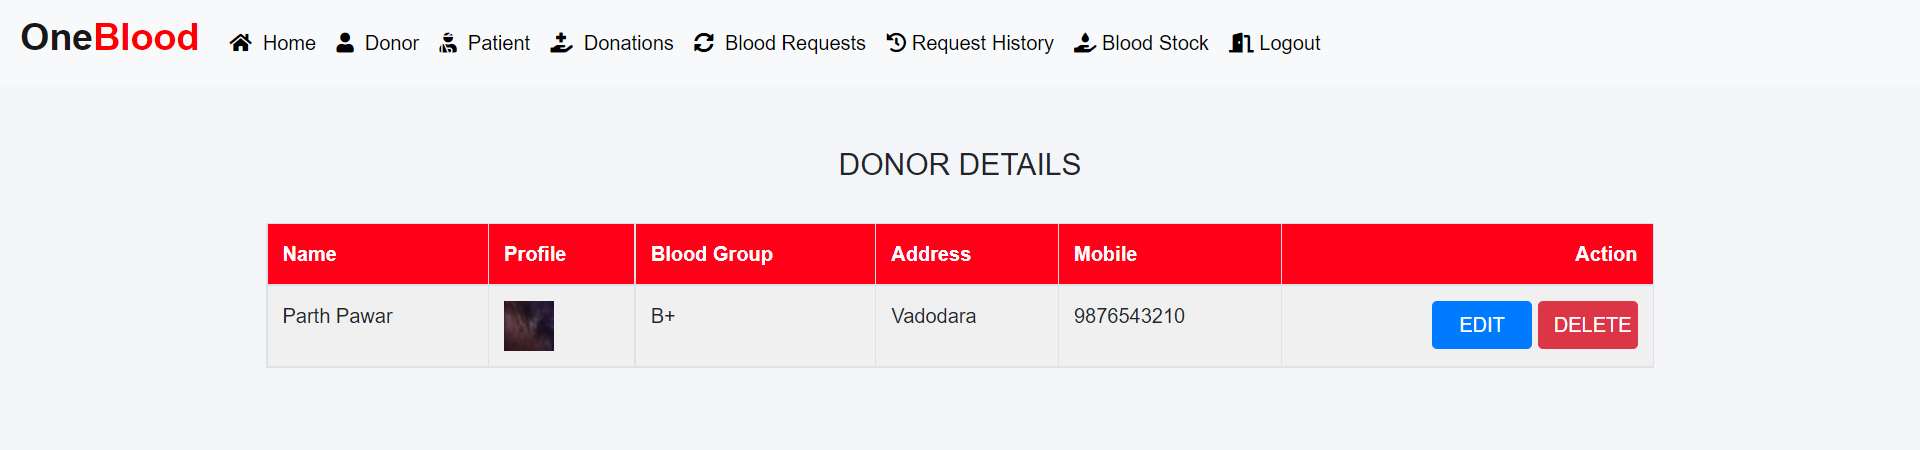 OneBlood Home Donor Patient Donations Blood Requests Request History Blood Stock Logout
DONOR DETAILS
Name Profile Blood Group Address Mobile Action
Parth Pawar B+ Vadodara 9876543210 EDIT DELETE